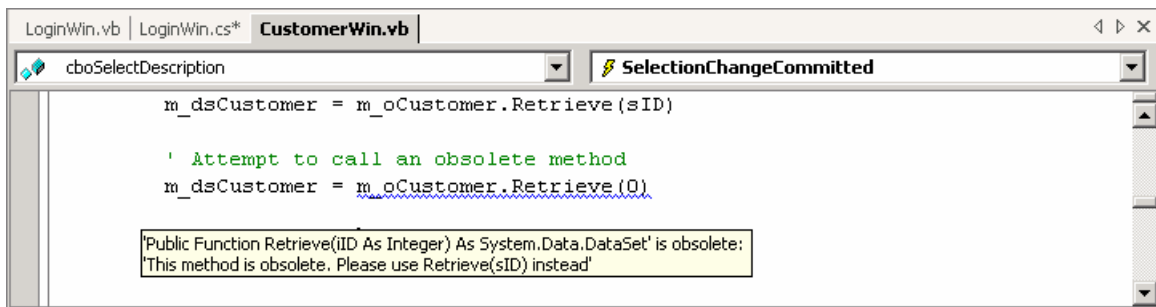 LoginWin.vb LoginWin.cs* CustomerWin.vb
cboSelectDescription SelectionChangeCommitted
m_dsCustomer = m_oCustomer.Retrieve(sID)
' Attempt to call an obsolete method
m_dsCustomer = m_oCustomer.Retrieve(0)
'Public Function Retrieve(iID As Integer) As System.Data.DataSet' is obsolete:
'This method is obsolete. Please use Retrieve(sID) instead'